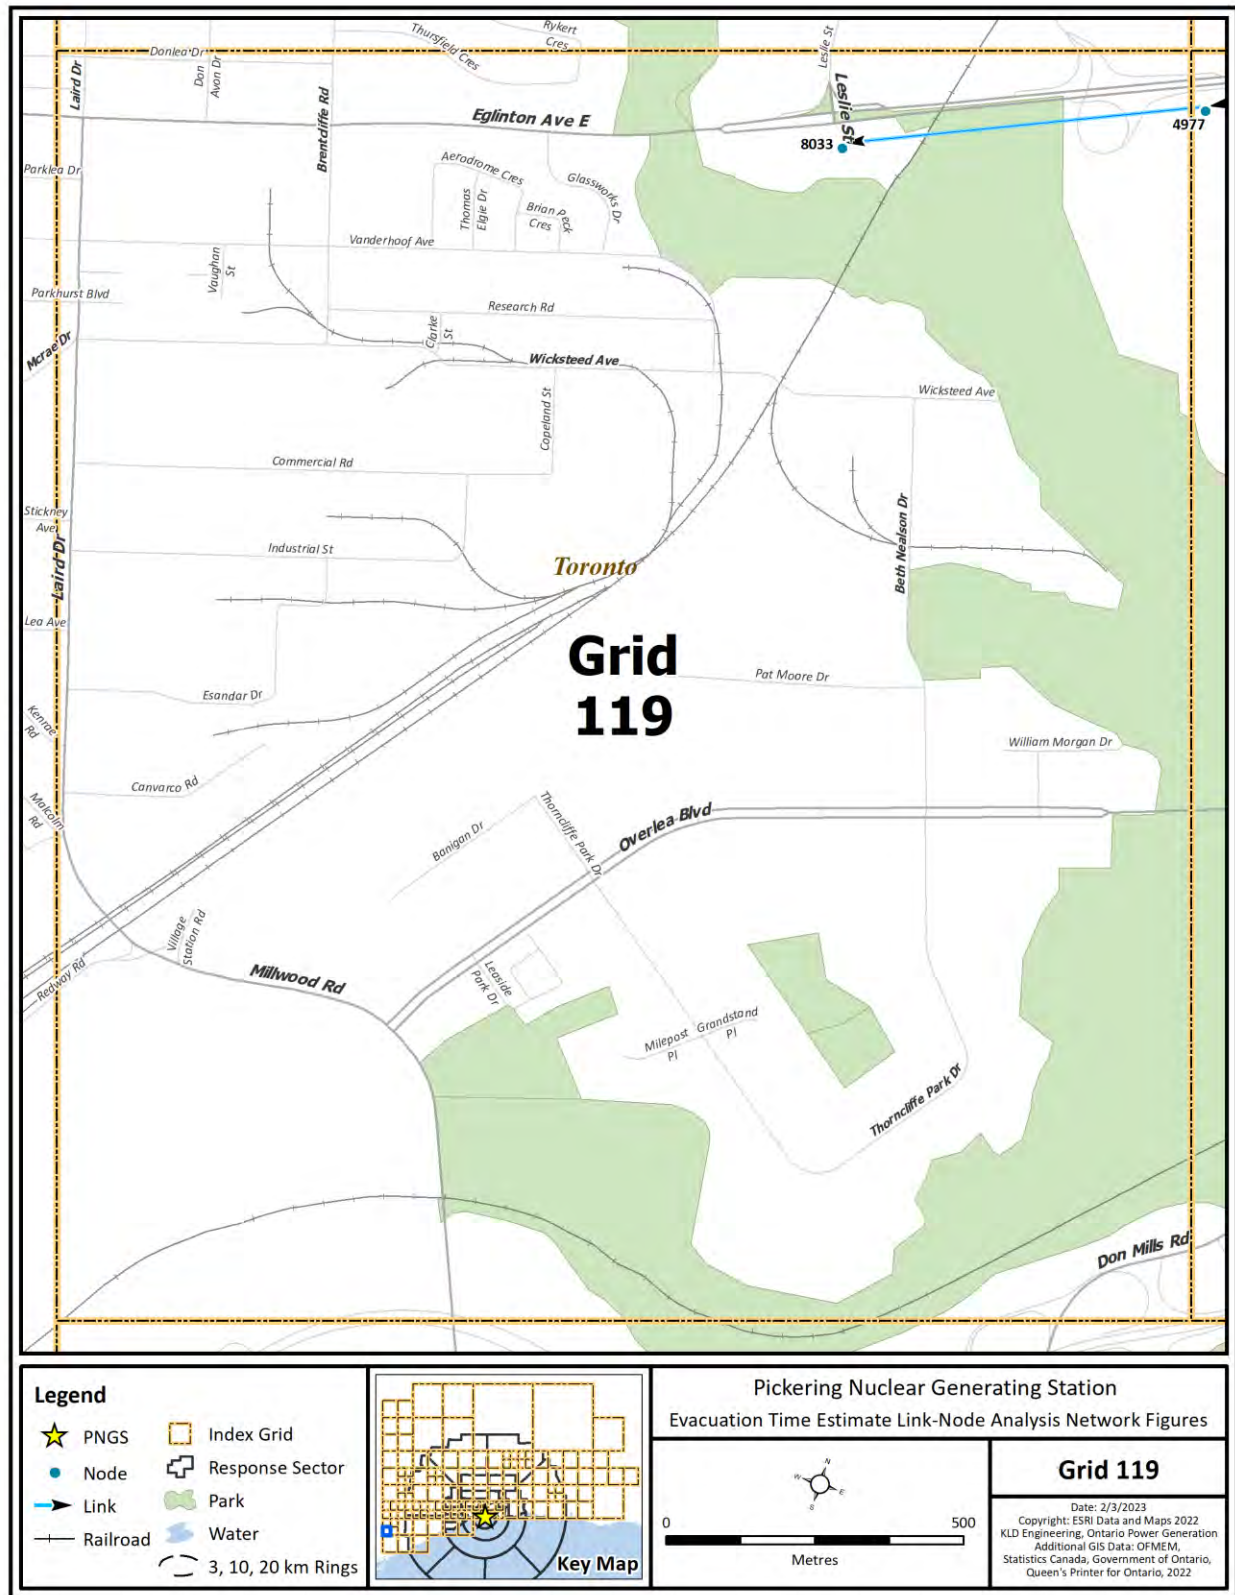 Rykert
Cres
Thursfield Cres
Leslie St
Donlea Dr
Don
Avon Dr
Laird Dr
Brentcliffe Rd
Leslie St
Eglinton Ave E
4977
8033
Parklea Dr
Aerodrome Cres
Glassworks Dr
Thomas
Elgie Dr
Brian Peck
Cres
Vanderhoof Ave
Vaughan
St
Parkhurst Blvd
Research Rd
Clarke
St
Mcrae Dr
Wicksteed Ave
Wicksteed Ave
Copeland St
Commercial Rd
Stickney
Ave
Laird Dr
Industrial St
Beth Nealson Dr
Toronto
Lea Ave
Grid
119
Pat Moore Dr
Esandar Dr
Kenrae
Rd
William Morgan Dr
Canvarco Rd
Malcolm
Rd
Thorncliffe Park Dr
Overlea Blvd
Banigan Dr
Village
Station Rd
Redway Rd
Millwood Rd
Leaside
Park Dr
Milepost
Pl
Grandstand
Pl
Thorncliffe Park Dr
Don Mills Rd
Legend
PNGS
Node
Link
Railroad
Index Grid
Response Sector
Park
Water
3, 10, 20 km Rings
Key Map
Pickering Nuclear Generating Station
Evacuation Time Estimate Link-Node Analysis Network Figures
N
W
E
S
0
500
Metres
Grid 119
Date: 2/3/2023
Copyright: ESRI Data and Maps 2022
KLD Engineering, Ontario Power Generation
Additional GIS Data: OFMEM,
Statistics Canada, Government of Ontario,
Queen's Printer for Ontario, 2022